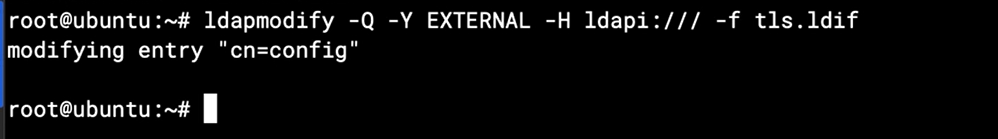 root@ubuntu:~# ldapmodify -Q -Y EXTERNAL -H ldapi:/// -f tls.ldif
modifying entry "cn=config"
root@ubuntu:~#